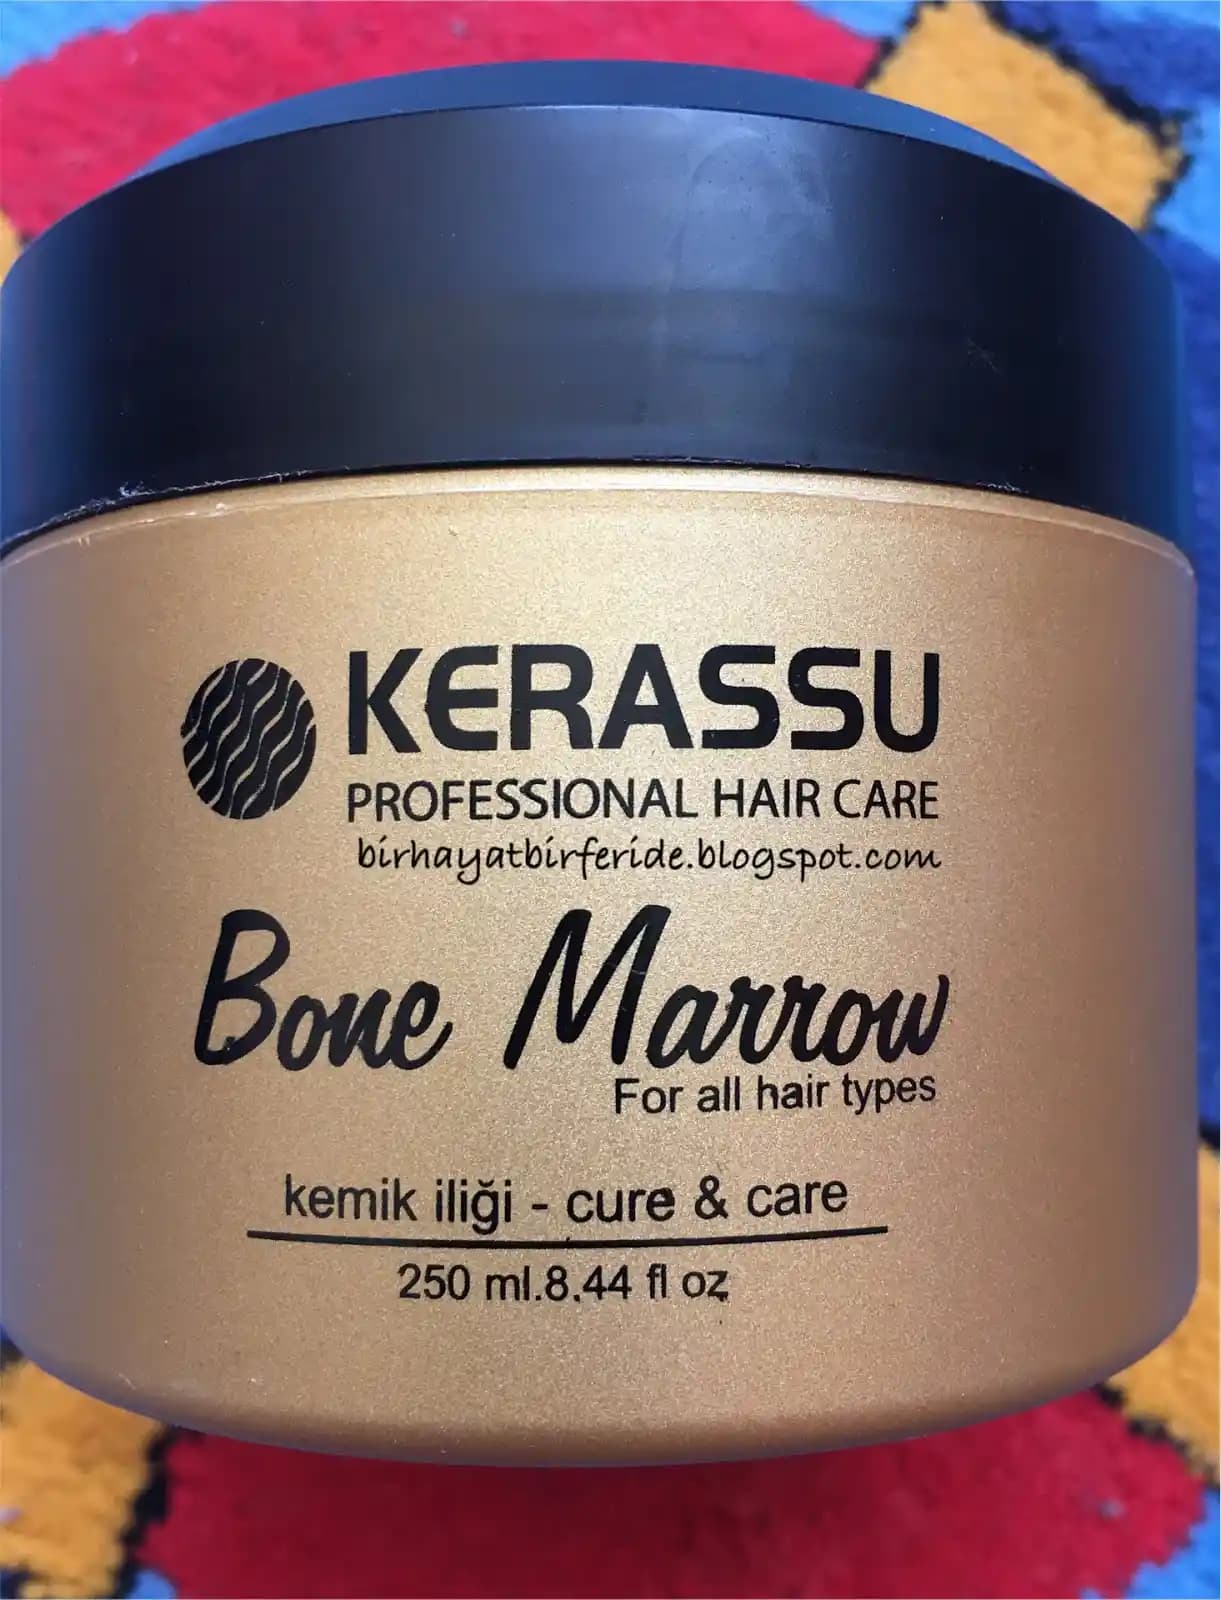 KERASSU
PROFESSIONAL HAIR CARE
birhayatbirferide.blogspot.com
Bone Marrow
For all hair types
kemik iliği - cure & care
250 ml.8.44 fl oz